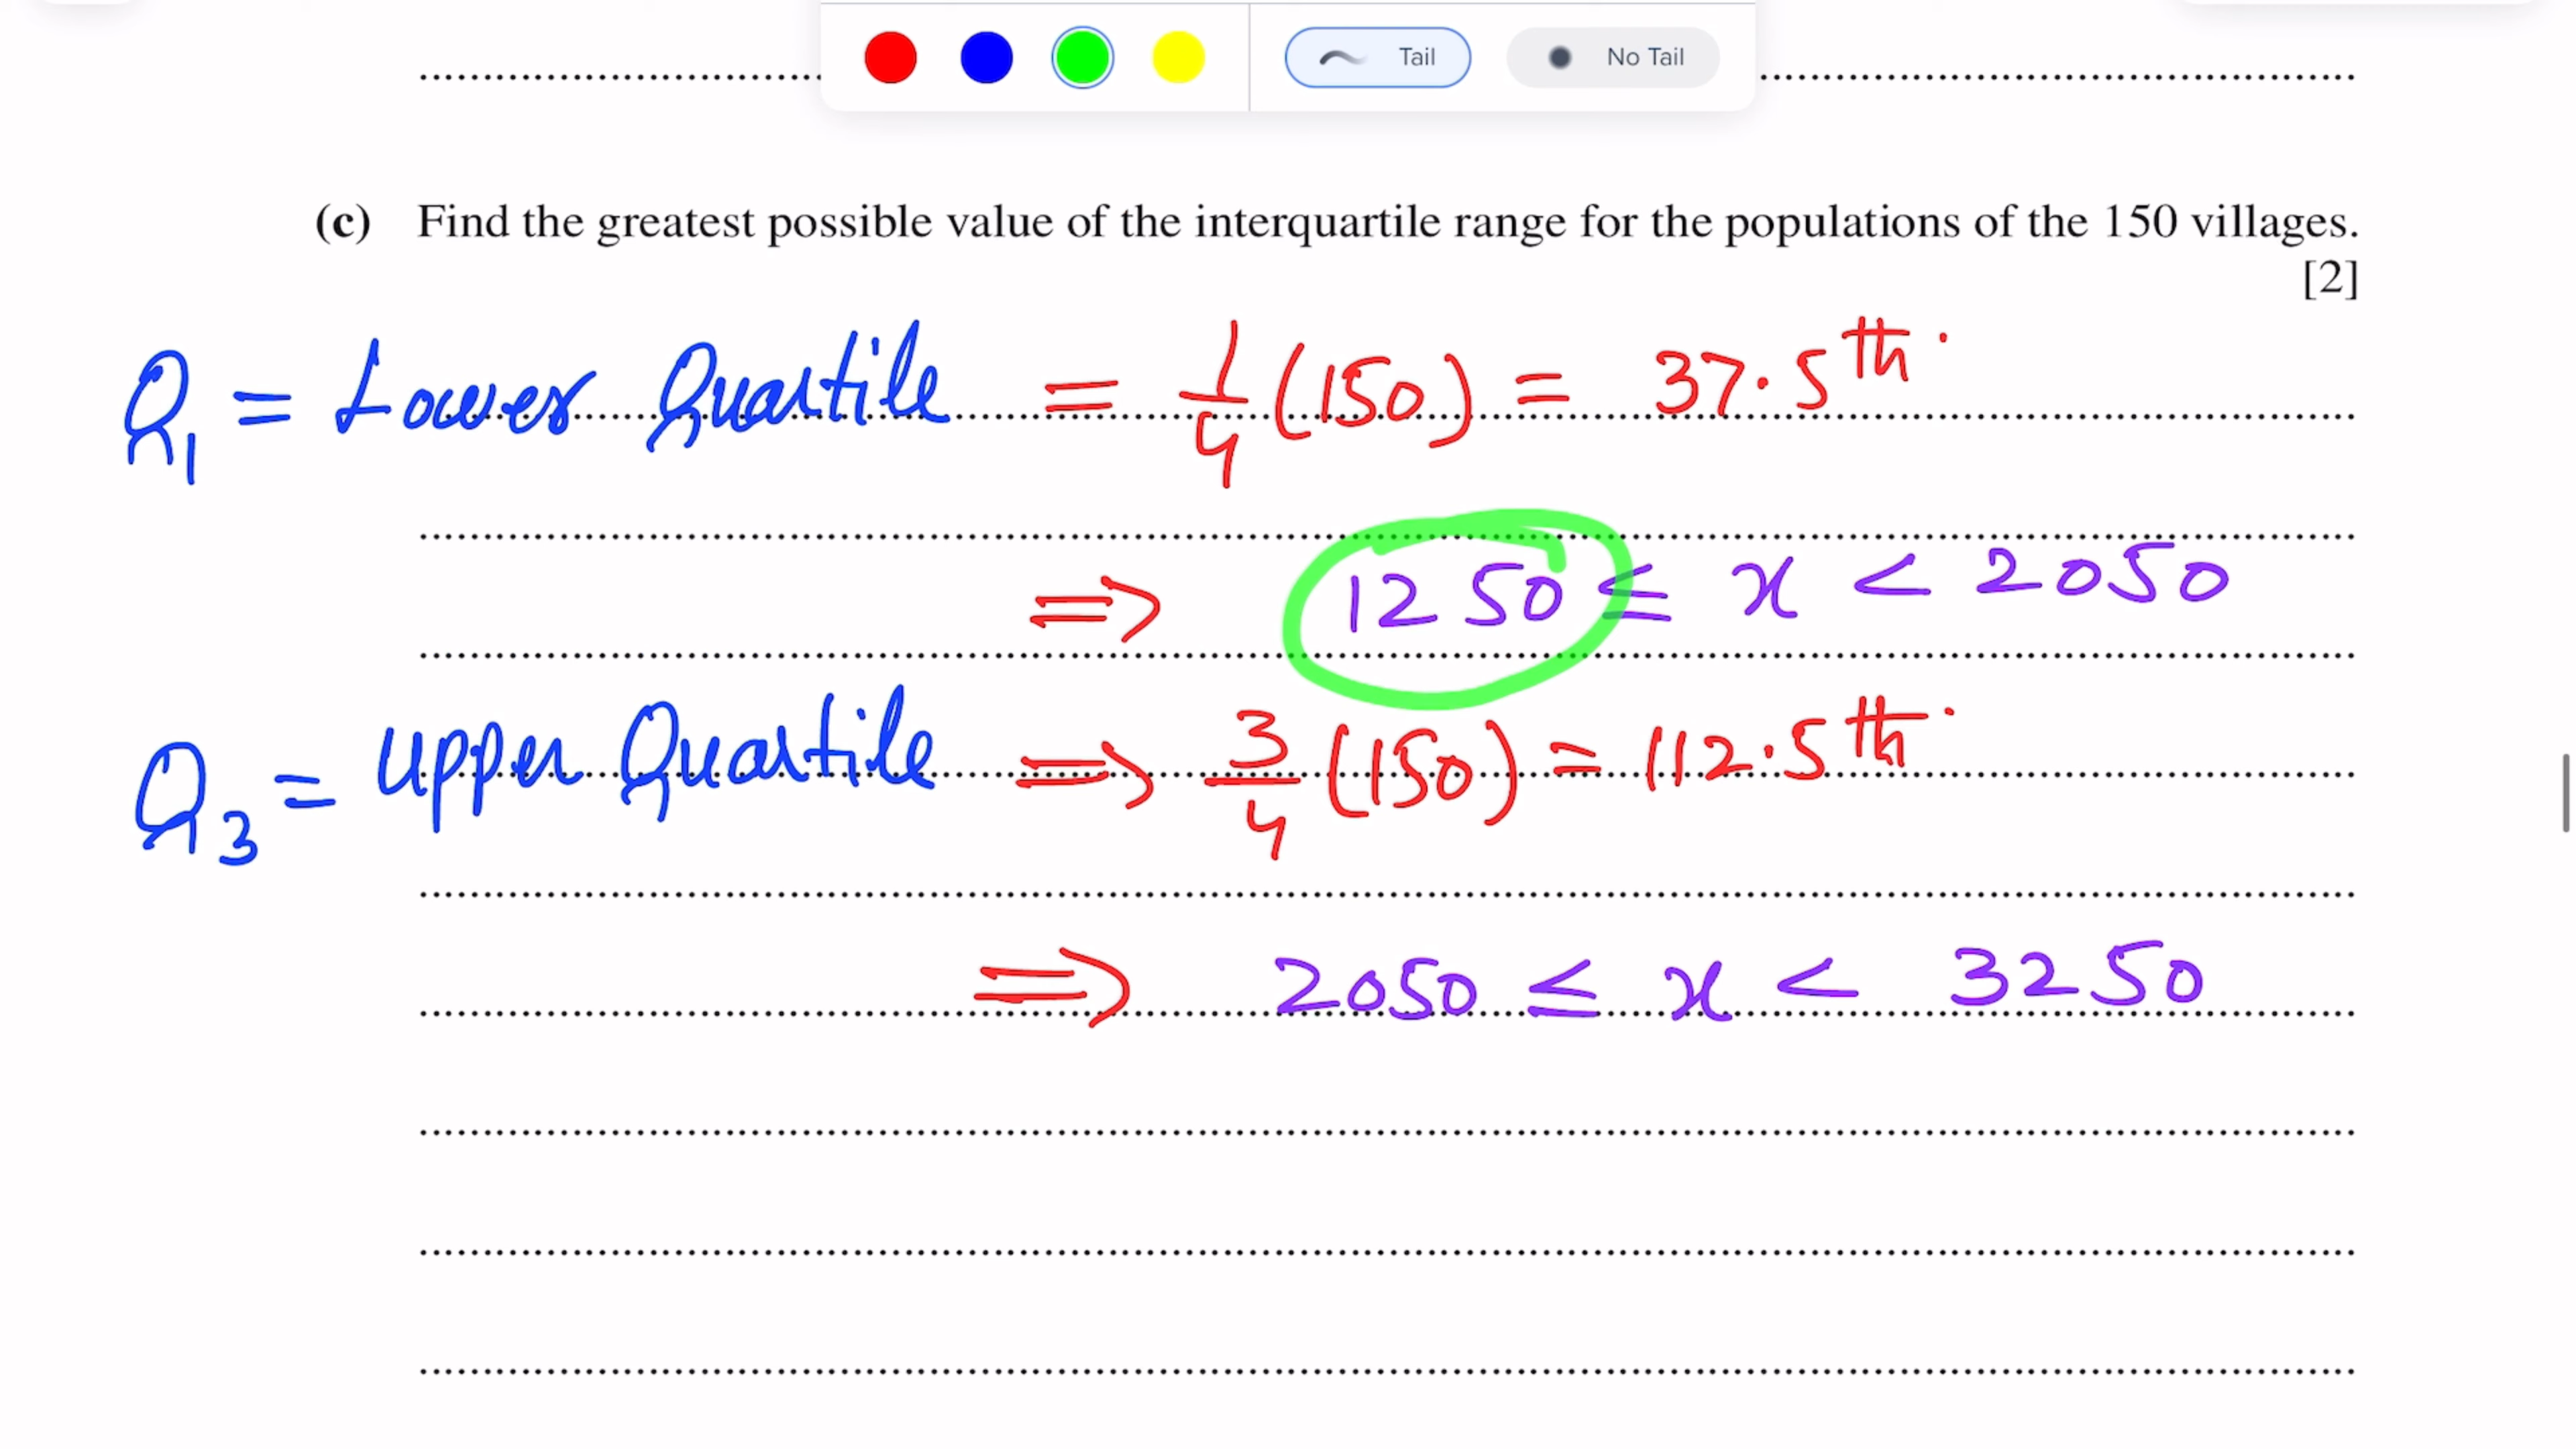 Tail No Tail
(c) Find the greatest possible value of the interquartile range for the populations of the 150 villages.
[2]
Q₁ = Lower Quartile = 1/4 (150) = 37.5th.
⇒ 1250 ≤ x < 2050
Q₃ = Upper Quartile ⇒ 3/4 (150) = 112.5th.
⇒ 2050 ≤ x < 3250